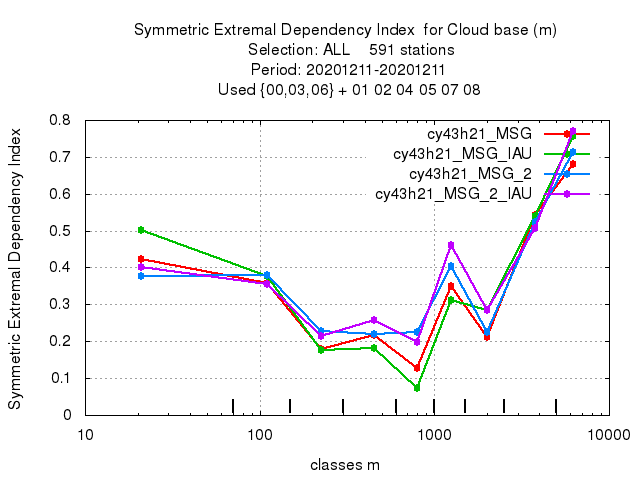 Symmetric Extremal Dependency Index  for Cloud base (m)
Selection: ALL    591 stations
Period: 20201211-20201211
Used {00,03,06} + 01 02 04 05 07 08
Symmetric Extremal Dependency Index
0.8
0.7
0.6
0.5
0.4
0.3
0.2
0.1
0
cy43h21_MSG
cy43h21_MSG_IAU
cy43h21_MSG_2
cy43h21_MSG_2_IAU
10 100 1000 10000
classes m